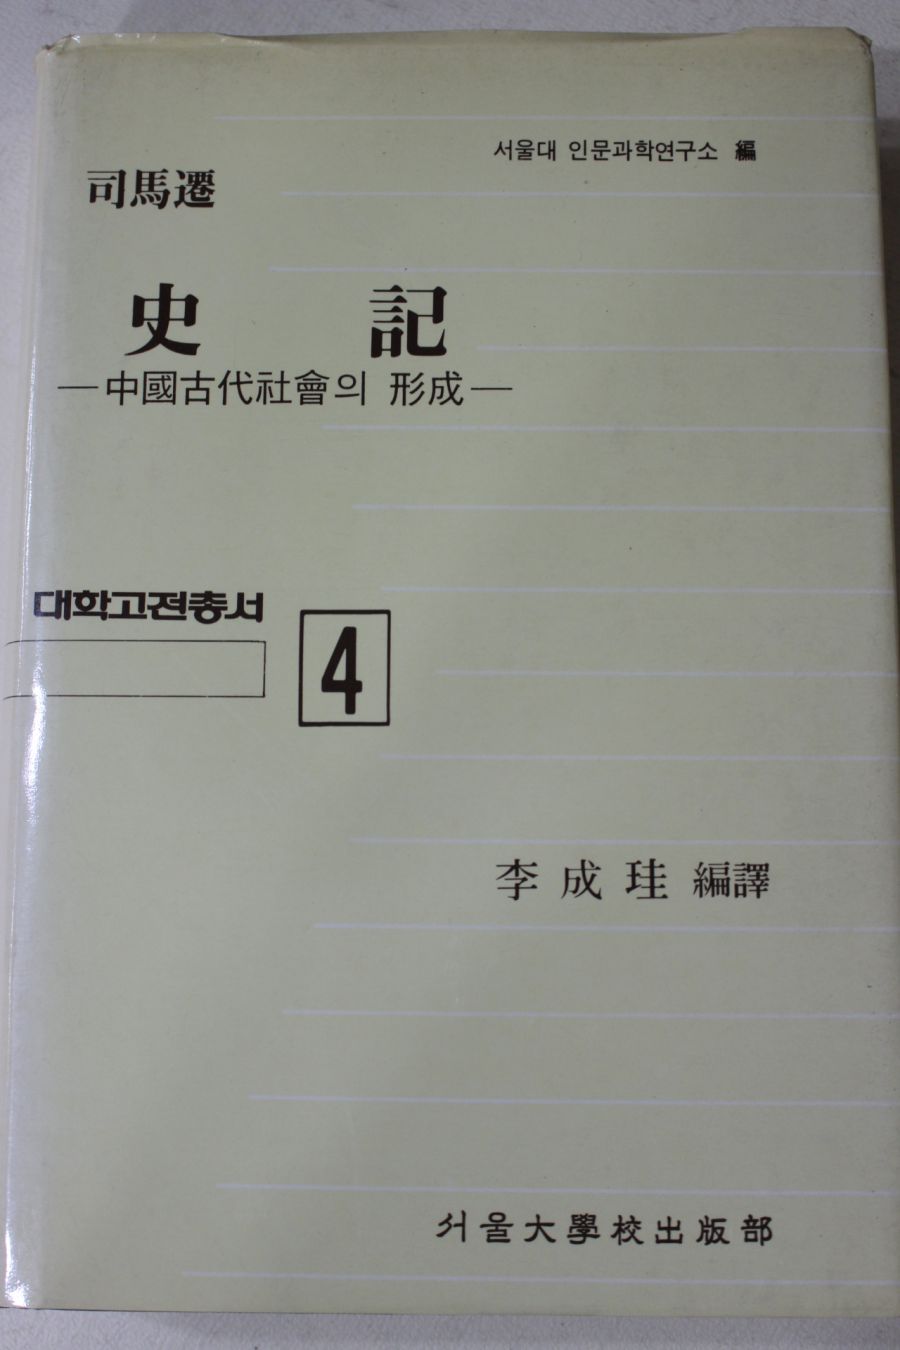 서울대 인문과학연구소 編
司馬遷
史記
—中國古代社會의 形成—
대학고전총서
4
李成珪 編譯
서울大學校出版部